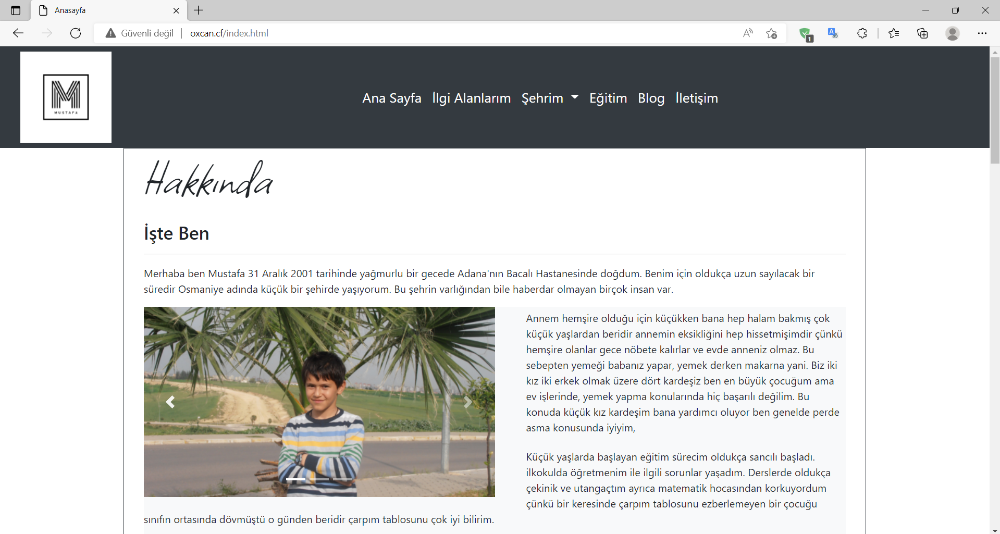 Anasayfa
Güvenli değil
oxcan.cf/index.html
1
M
MUSTAFA
Ana Sayfa
İlgi Alanlarım
Şehrim
Eğitim
Blog
İletişim
Hakkında
İşte Ben
Merhaba ben Mustafa 31 Aralık 2001 tarihinde yağmurlu bir gecede Adana'nın Bacalı Hastanesinde doğdum. Benim için oldukça uzun sayılacak bir
süredir Osmaniye adında küçük bir şehirde yaşıyorum. Bu şehrin varlığından bile haberdar olmayan birçok insan var.
Annem hemşire olduğu için küçükken bana hep halam bakmış çok
küçük yaşlardan beridir annemin eksikliğini hep hissetmişimdir çünkü
hemşire olanlar gece nöbete kalırlar ve evde anneniz olmaz. Bu
sebepten yemeği babanız yapar, yemek derken makarna yani. Biz iki
kız iki erkek olmak üzere dört kardeşiz ben en büyük çocuğum ama
ev işlerinde, yemek yapma konularında hiç başarılı değilim. Bu
konuda küçük kız kardeşim bana yardımcı oluyor ben genelde perde
asma konusunda iyiyim,
Küçük yaşlarda başlayan eğitim sürecim oldukça sancılı başladı.
ilkokulda öğretmenim ile ilgili sorunlar yaşadım. Derslerde oldukça
çekinik ve utangaçtım ayrıca matematik hocasından korkuyordum
çünkü bir keresinde çarpım tablosunu ezberlemeyen bir çocuğu
sınıfın ortasında dövmüştü o günden beridir çarpım tablosunu çok iyi bilirim.